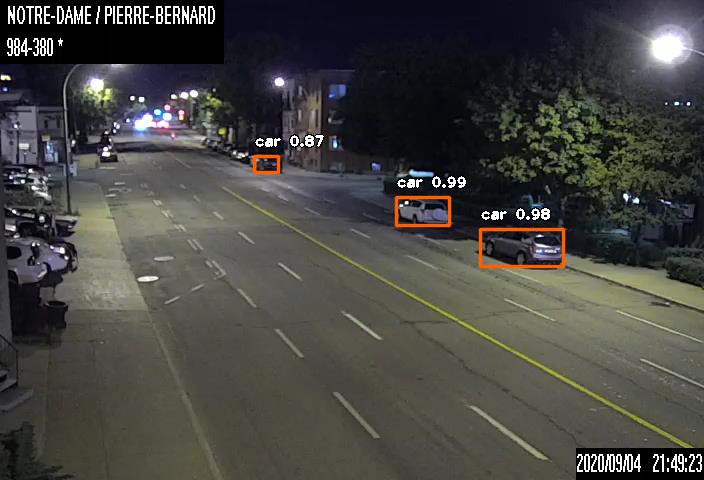 NOTRE-DAME / PIERRE-BERNARD
984-380 *
car 0.87
car 0.99
car 0.98
2020/09/04 21:49:23